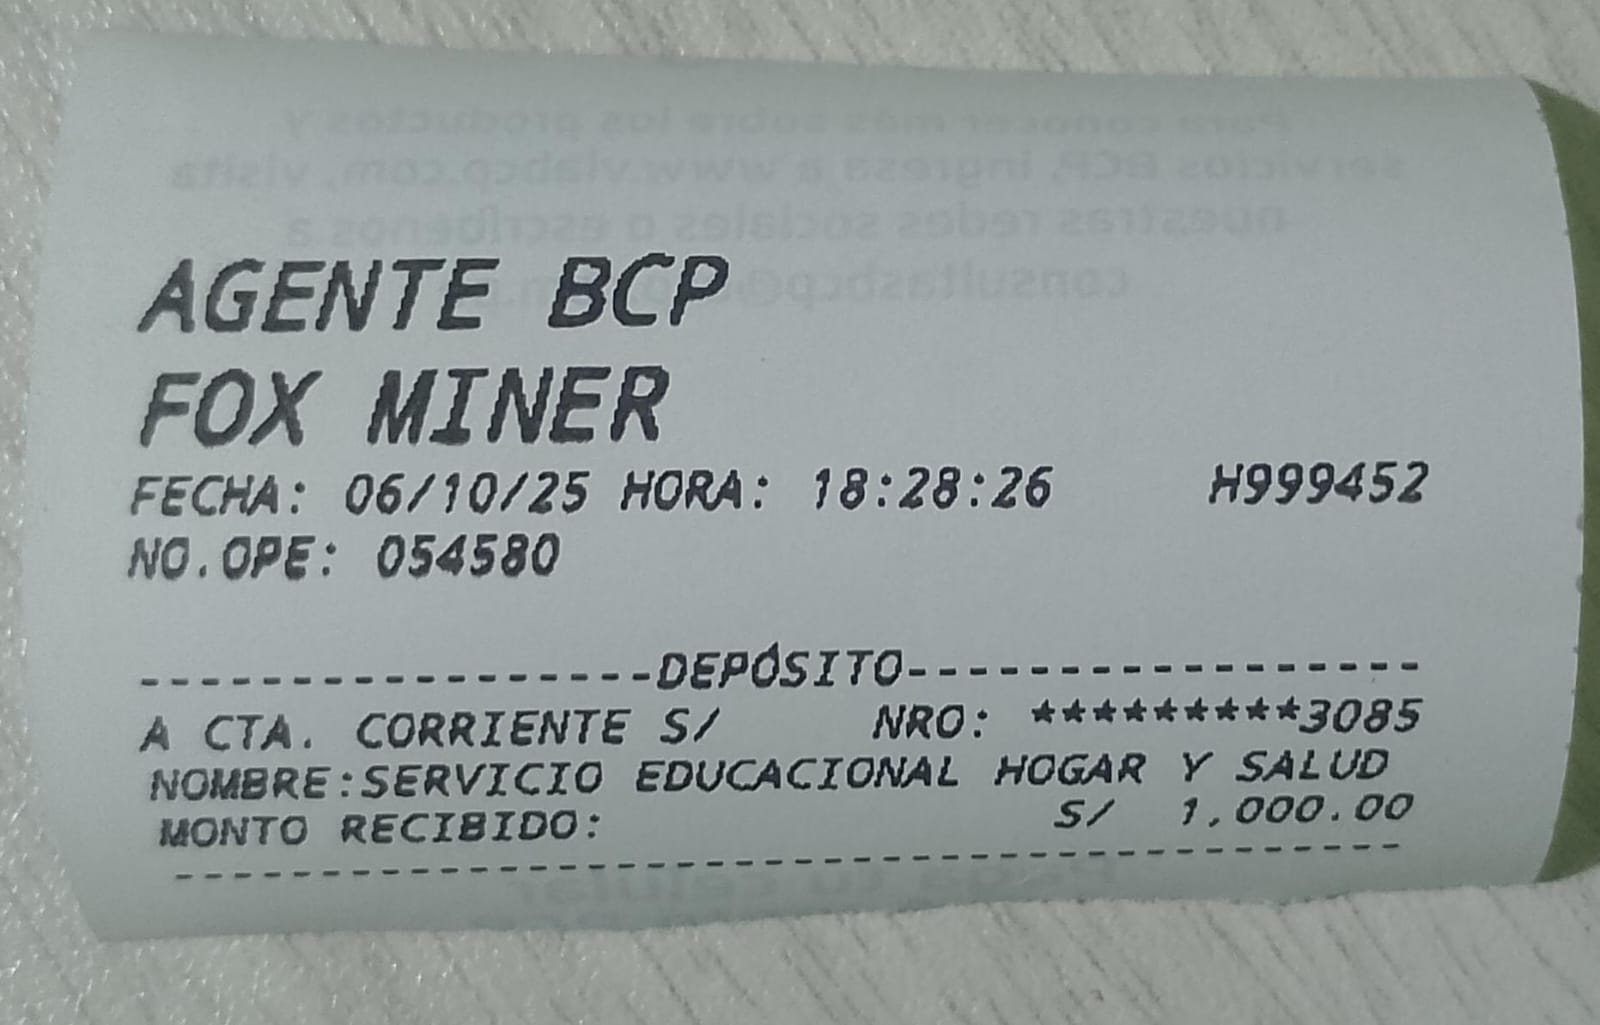 AGENTE BCP
FOX MINER
FECHA: 06/10/25 HORA: 18:28:26 H999452
NO.OPE: 054580
-----------------DEPÓSITO-----------------
A CTA. CORRIENTE S/ NRO: *********3085
NOMBRE:SERVICIO EDUCACIONAL HOGAR Y SALUD
MONTO RECIBIDO: S/ 1,000.00
-----------------------------------------